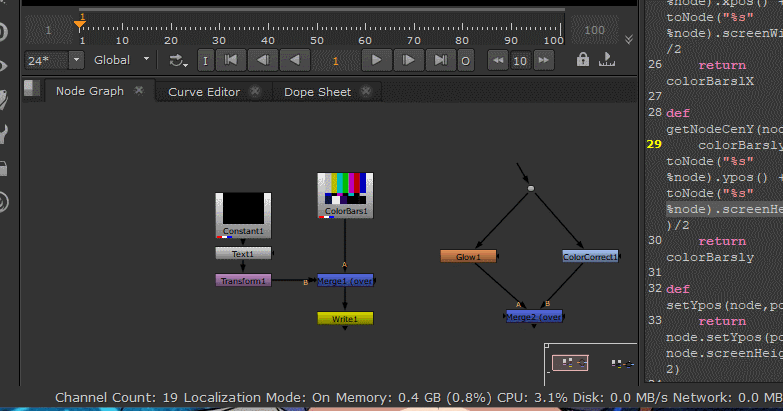 1
1 100
1 10 20 30 40 50 60 70 80 90 100
24* Global I 1 O 10
Node Graph Curve Editor Dope Sheet
Constant1
ColorBars1
Text1
Transform1
B
A
Merge1 (over
Write1
Glow1
ColorCorrect1
A
B
Merge2 (over
%node).xpos() +
toNode("%s"
%node).screenWi
/2
26 return
colorBarslX
27
28 def
getNodeCenY(nod
29 colorBarsly
toNode("%s"
%node).ypos() +
toNode("%s"
%node).screenHe
)/2
30 return
colorBarsly
31
32 def
setYpos(node,po
33 return
node.setYpos(po
node.screenHeig
2)
Channel Count: 19 Localization Mode: On Memory: 0.4 GB (0.8%) CPU: 3.1% Disk: 0.0 MB/s Network: 0.0 MB